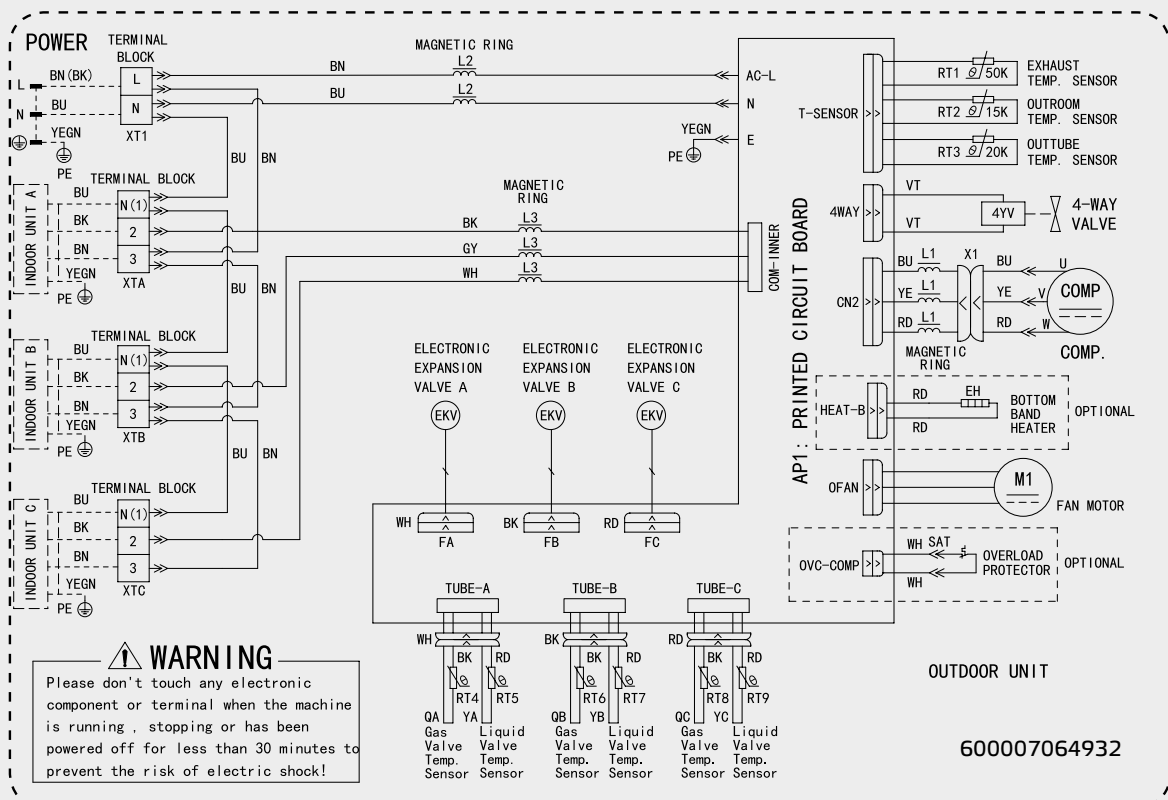 POWER
TERMINAL
BLOCK
L
BN(BK)
N
BU
YEGN
PE
L
N
XT1
BN
BU
MAGNETIC RING
L2
L2
AC-L
N
E
YEGN
PE
BU
BN
TERMINAL BLOCK
INDOOR UNIT A
BU
BK
BN
YEGN
PE
N(1)
2
3
XTA
MAGNETIC
RING
BK
L3
GY
L3
WH
L3
COM-INNER
BU
BN
TERMINAL BLOCK
INDOOR UNIT B
BU
BK
BN
YEGN
PE
N(1)
2
3
XTB
BU
BN
TERMINAL BLOCK
INDOOR UNIT C
BU
BK
BN
YEGN
PE
N(1)
2
3
XTC
ELECTRONIC
EXPANSION
VALVE A
EKV
WH
FA
ELECTRONIC
EXPANSION
VALVE B
EKV
BK
FB
ELECTRONIC
EXPANSION
VALVE C
EKV
RD
FC
AP1: PRINTED CIRCUIT BOARD
T-SENSOR
RT1 θ 50K
EXHAUST
TEMP. SENSOR
RT2 θ 15K
OUTROOM
TEMP. SENSOR
RT3 θ 20K
OUTTUBE
TEMP. SENSOR
4WAY
VT
VT
4YV
4-WAY
VALVE
CN2
BU L1
YE L1
RD L1
MAGNETIC
RING
X1
BU U
YE V
RD W
COMP
COMP.
HEAT-B
RD
RD
EH
BOTTOM
BAND
HEATER
OPTIONAL
OFAN
M1
FAN MOTOR
OVC-COMP
WH SAT
WH
OVERLOAD
PROTECTOR
OPTIONAL
TUBE-A
WH
BK
RD
θ
RT4
θ
RT5
QA
YA
Gas
Valve
Temp.
Sensor
Liquid
Valve
Temp.
Sensor
TUBE-B
BK
BK
RD
θ
RT6
θ
RT7
QB
YB
Gas
Valve
Temp.
Sensor
Liquid
Valve
Temp.
Sensor
TUBE-C
RD
BK
RD
θ
RT8
θ
RT9
QC
YC
Gas
Valve
Temp.
Sensor
Liquid
Valve
Temp.
Sensor
WARNING
Please don't touch any electronic
component or terminal when the machine
is running , stopping or has been
powered off for less than 30 minutes to
prevent the risk of electric shock!
OUTDOOR UNIT
600007064932